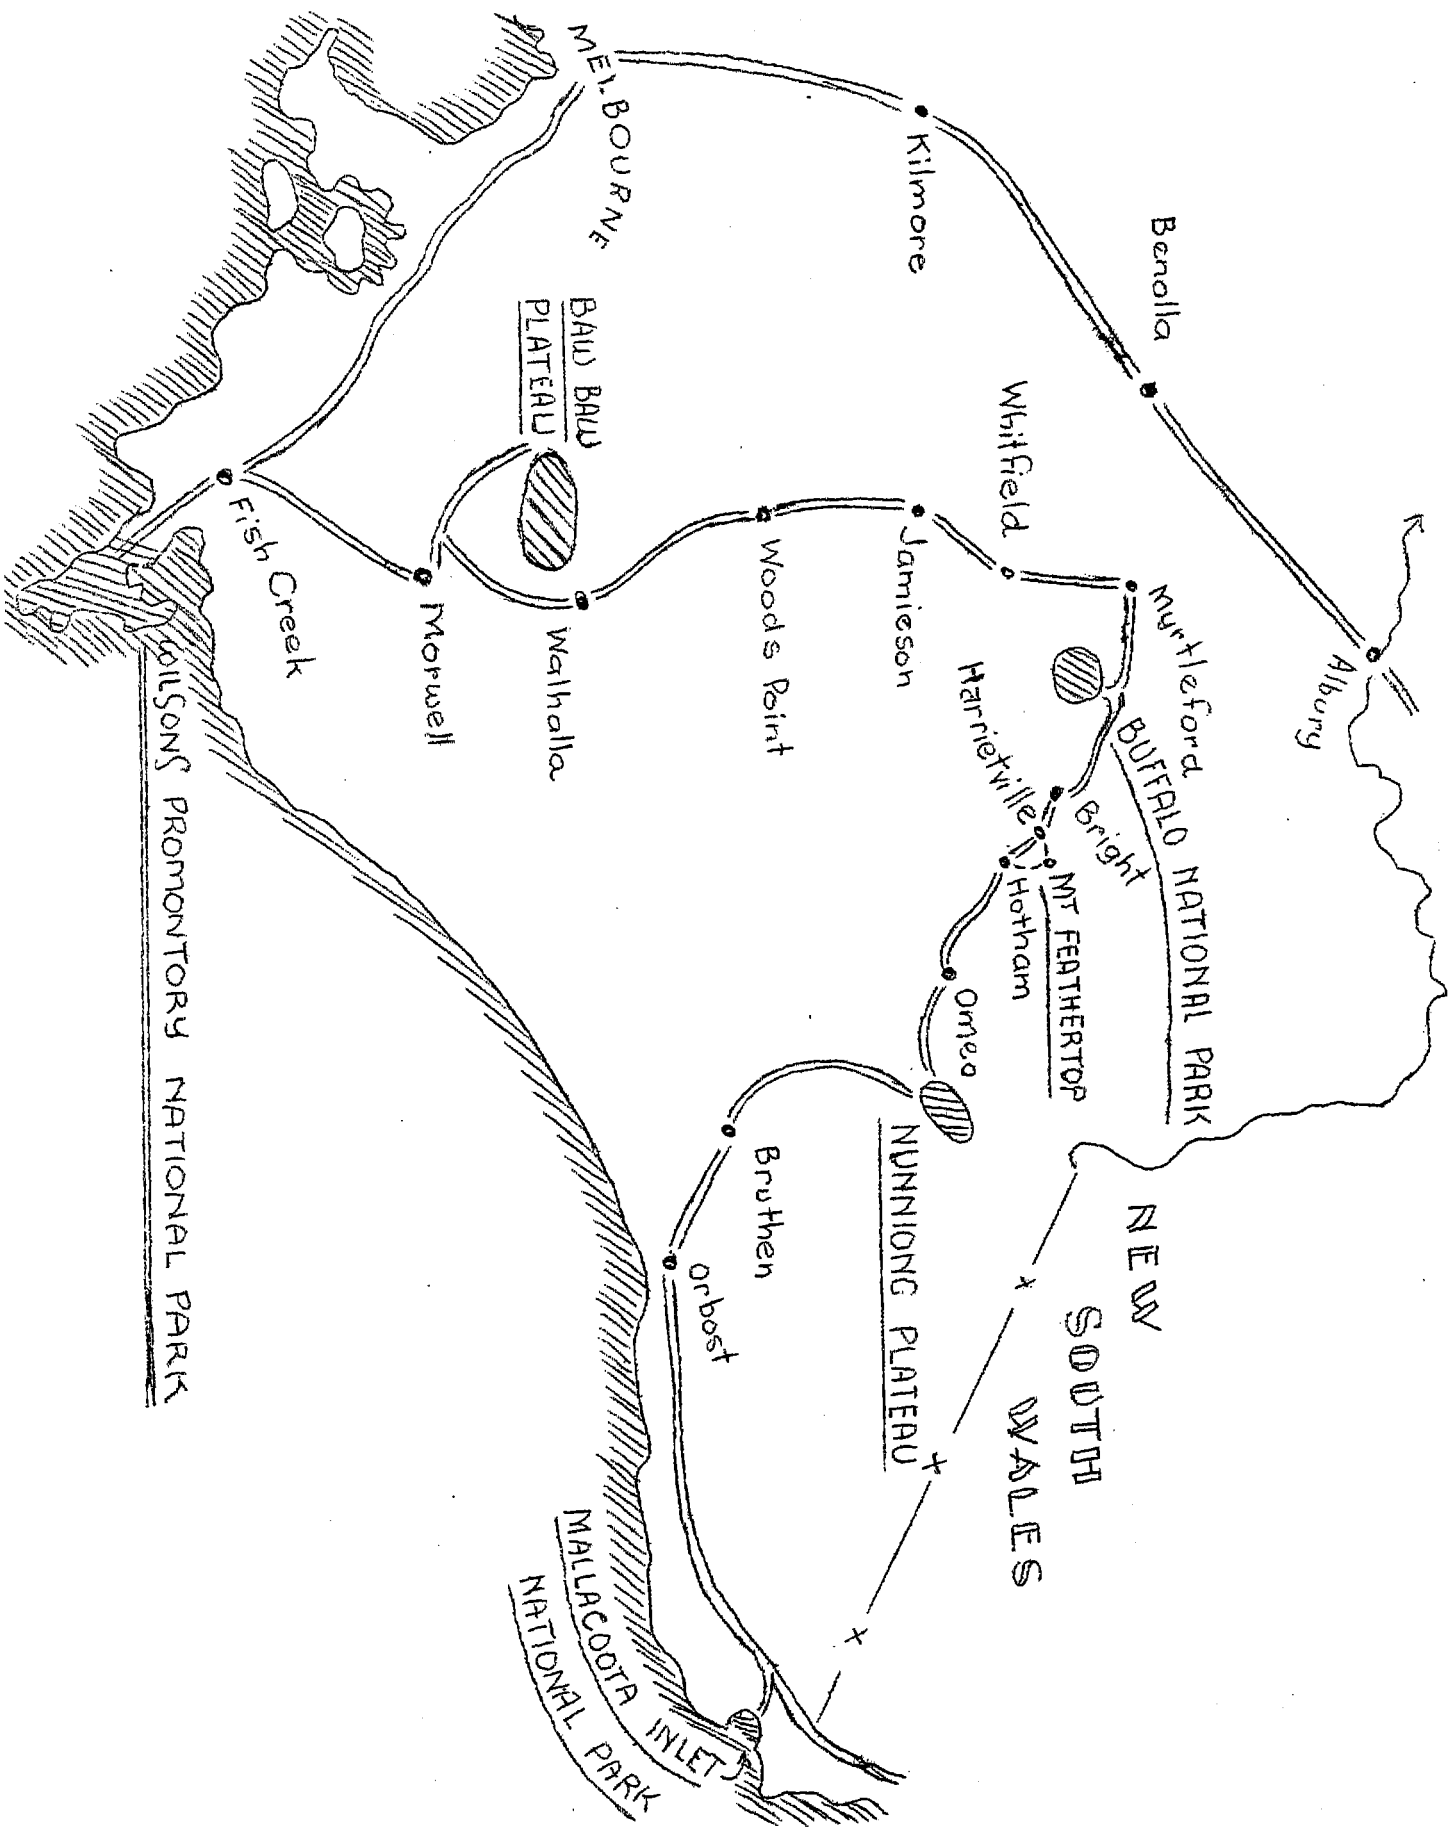 MELBOURNE
Kilmore
Benalla
Albury
Whitfield
Myrtleford
BUFFALO NATIONAL PARK
Harrietville
Bright
MT FEATHERTOP
Hotham
Omeo
Jamieson
Woods Point
BAW BAW
PLATEAU
Walhalla
Morwell
Fish Creek
WILSONS PROMONTORY NATIONAL PARK
NUNNIONG PLATEAU
Bruthen
Orbost
NEW
SOUTH
WALES
MALLACOOTA INLET
NATIONAL PARK